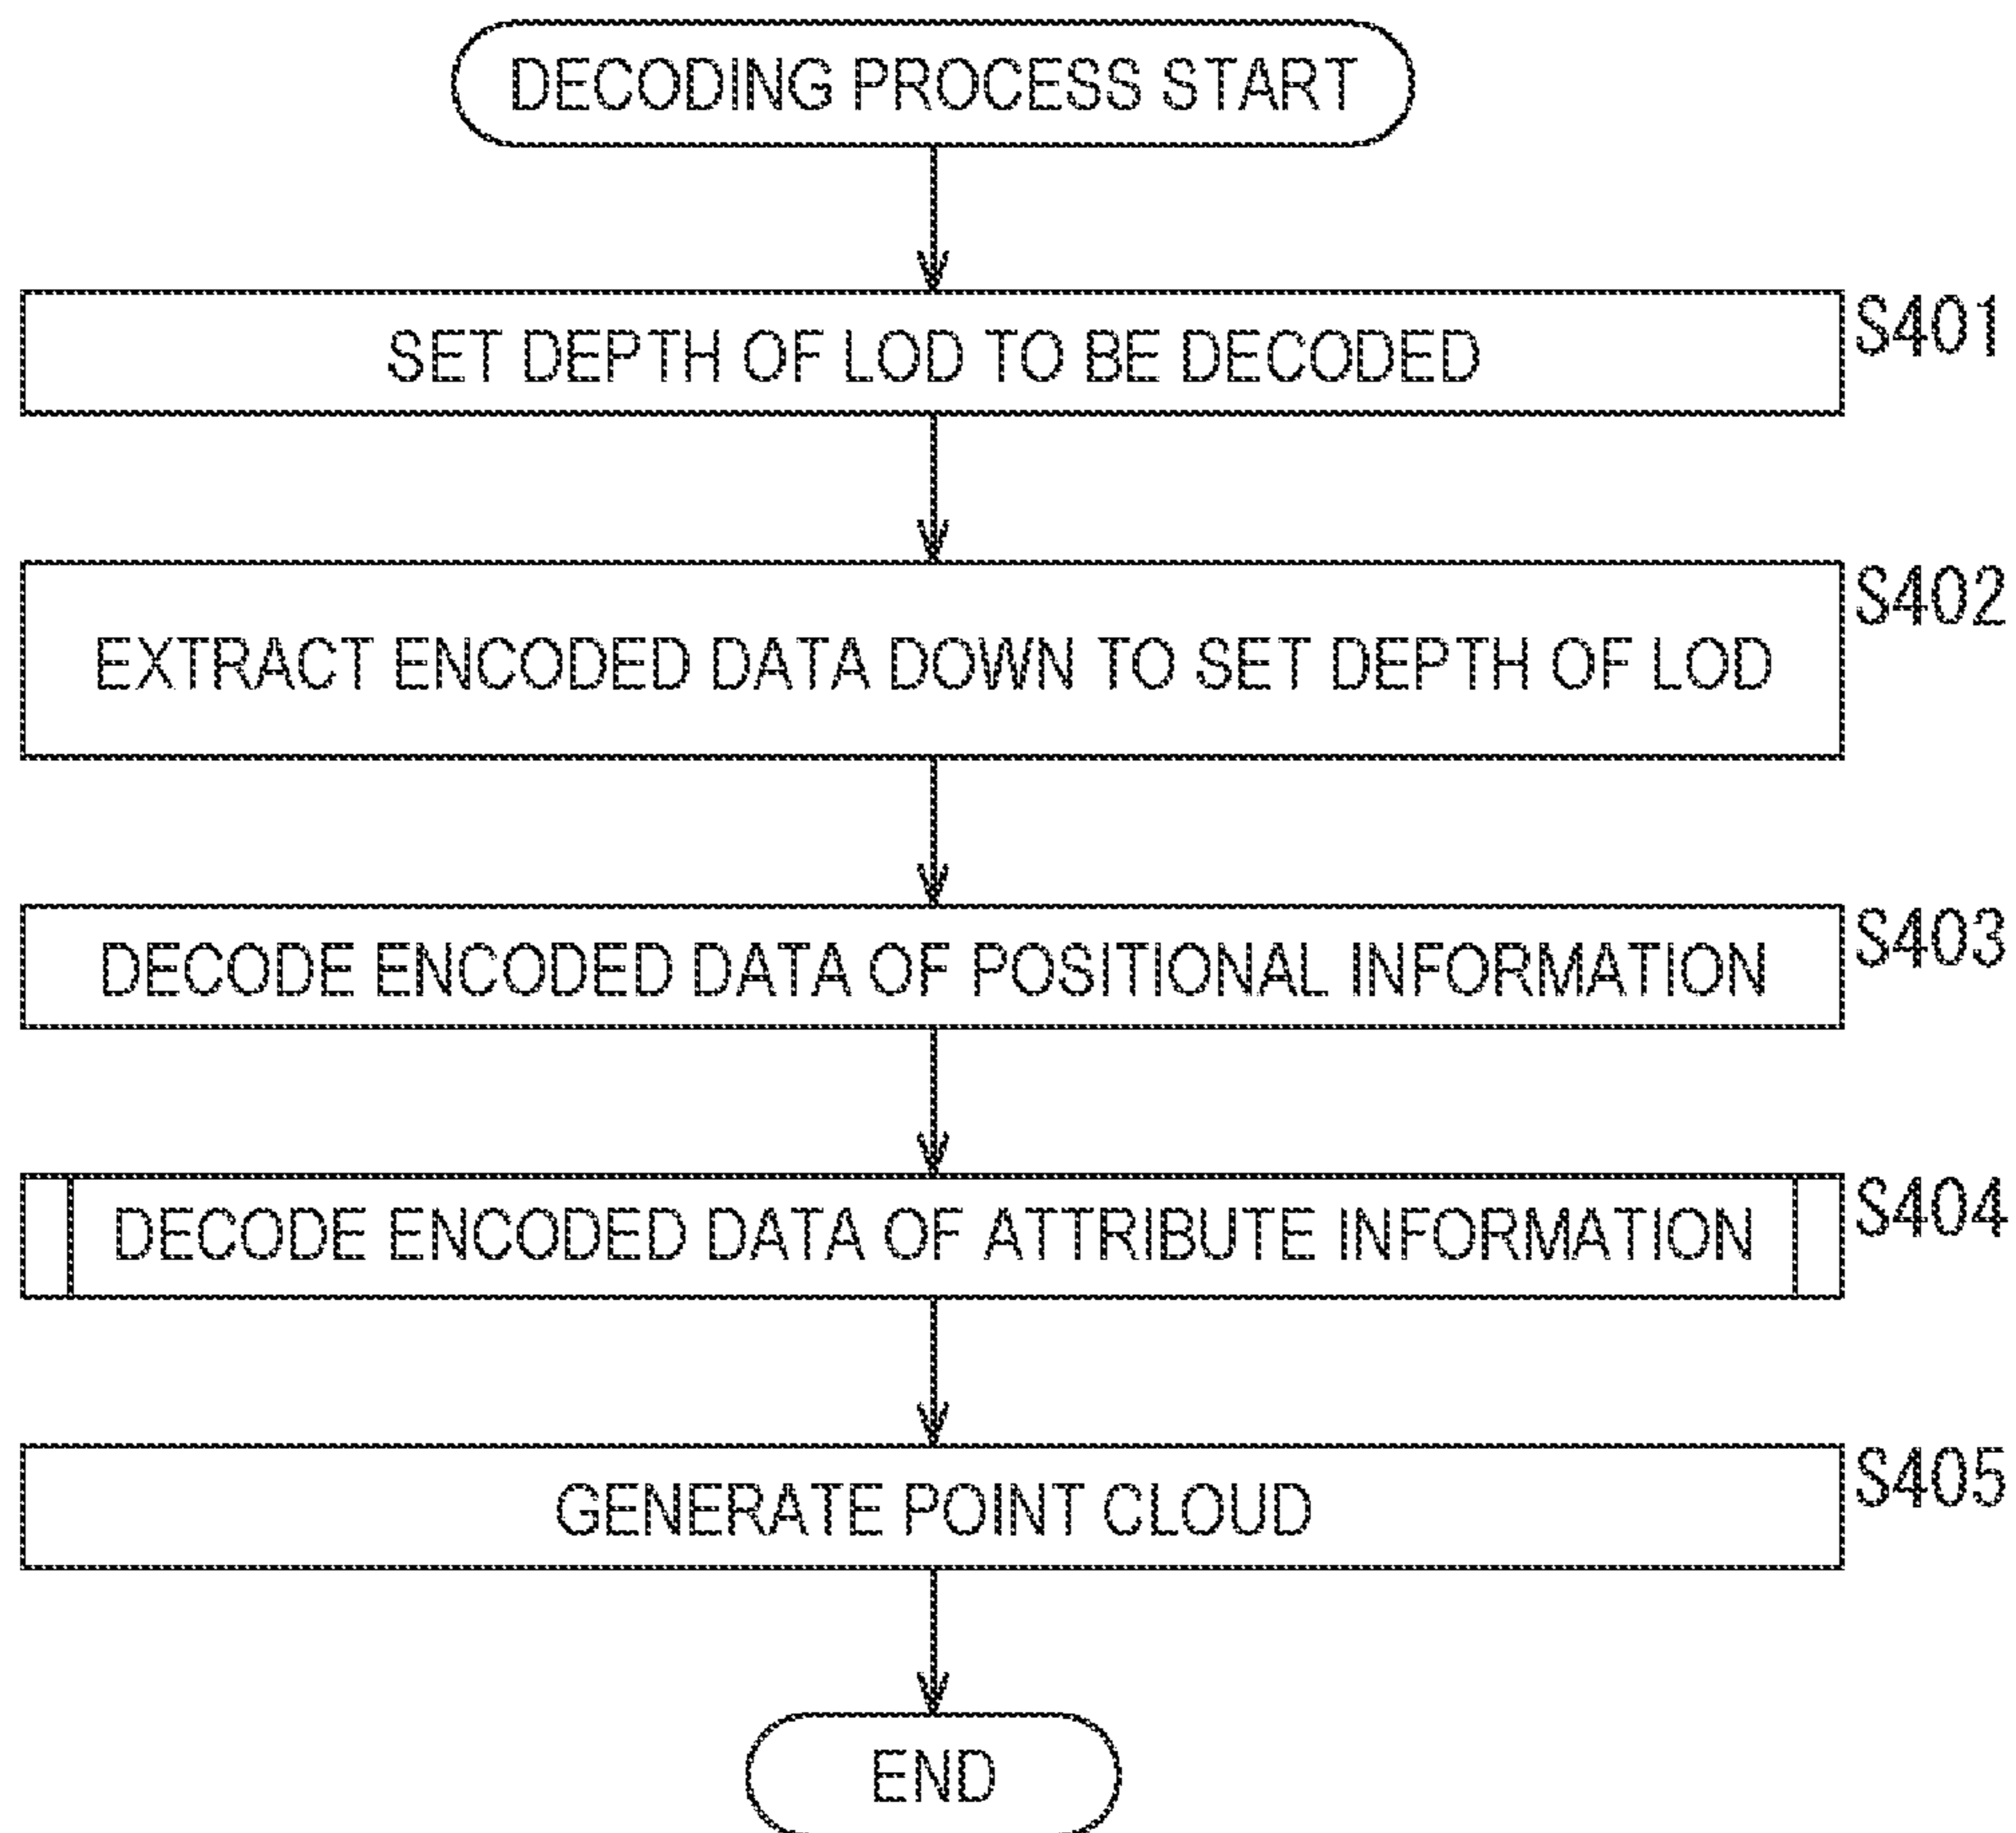 DECODING PROCESS START
SET DEPTH OF LOD TO BE DECODED
S401
EXTRACT ENCODED DATA DOWN TO SET DEPTH OF LOD
S402
DECODE ENCODED DATA OF POSITIONAL INFORMATION
S403
DECODE ENCODED DATA OF ATTRIBUTE INFORMATION
S404
GENERATE POINT CLOUD
S405
END